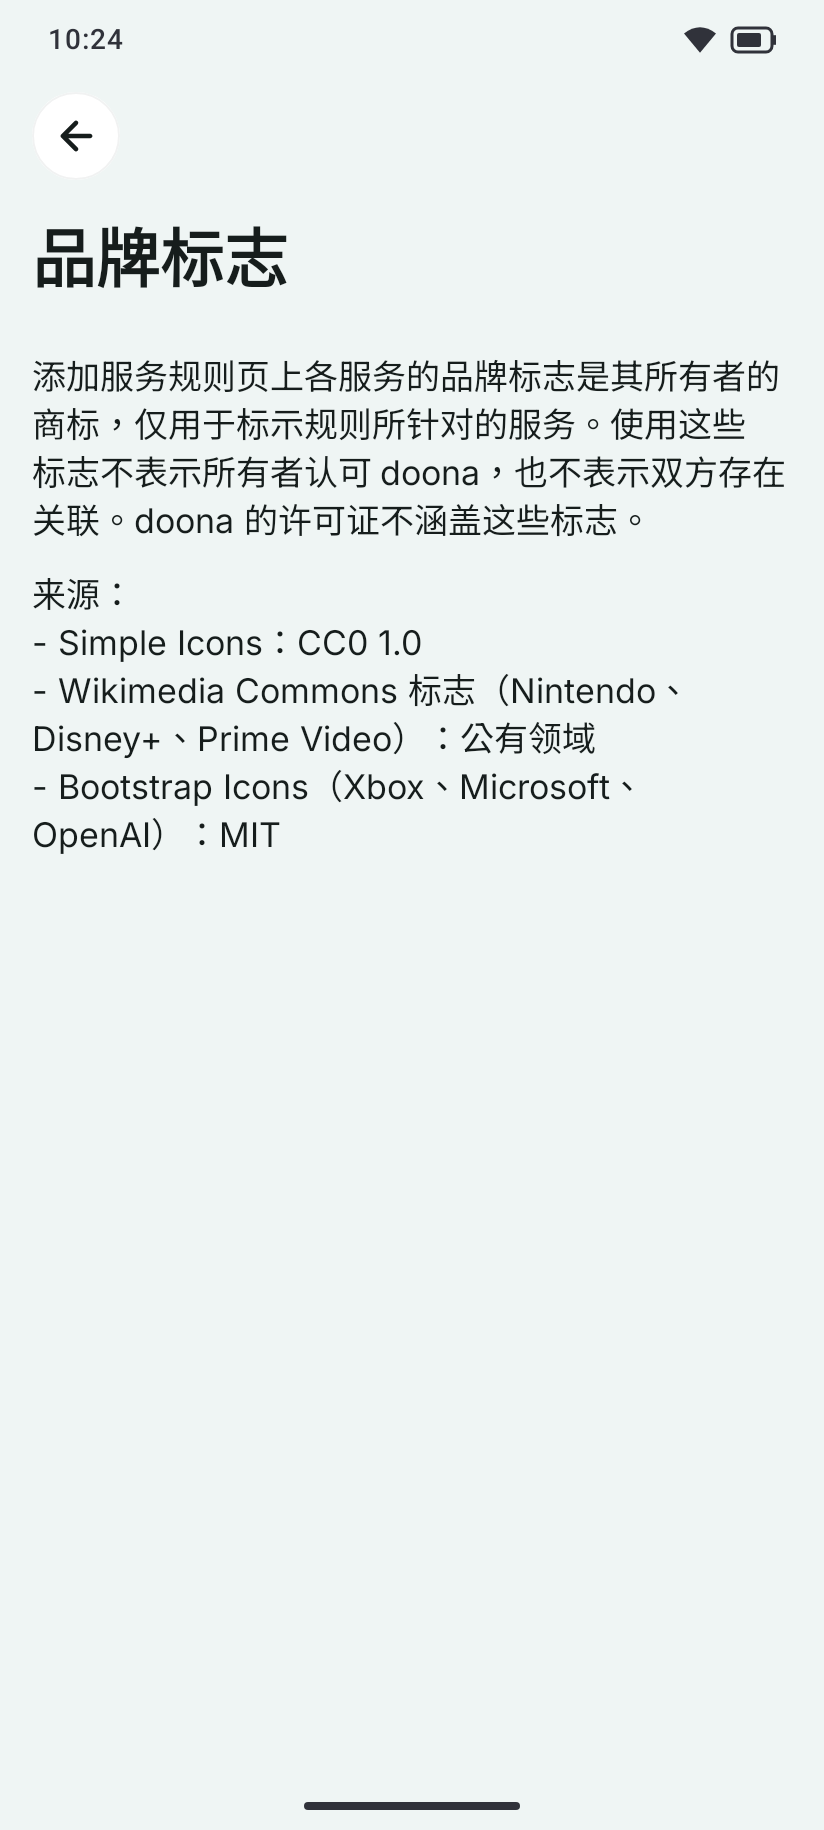 10:24
品牌标志
添加服务规则页上各服务的品牌标志是其所有者的
商标，仅用于标示规则所针对的服务。使用这些
标志不表示所有者认可 doona，也不表示双方存在
关联。doona 的许可证不涵盖这些标志。
来源：
- Simple Icons：CC0 1.0
- Wikimedia Commons 标志（Nintendo、
Disney+、Prime Video）：公有领域
- Bootstrap Icons（Xbox、Microsoft、
OpenAI）：MIT